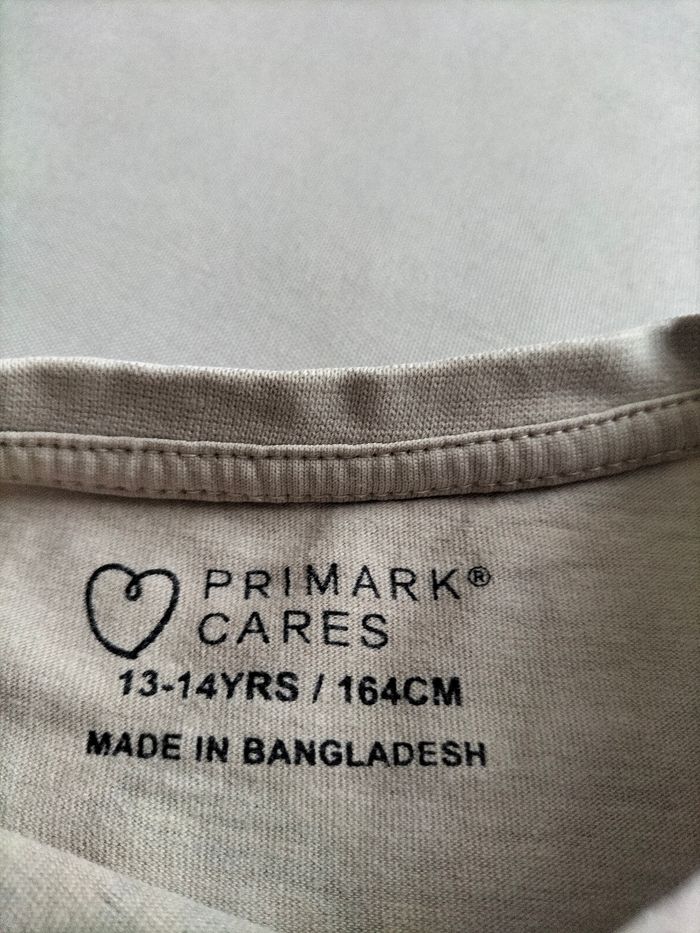 PRIMARK®
CARES
13-14YRS / 164CM
MADE IN BANGLADESH